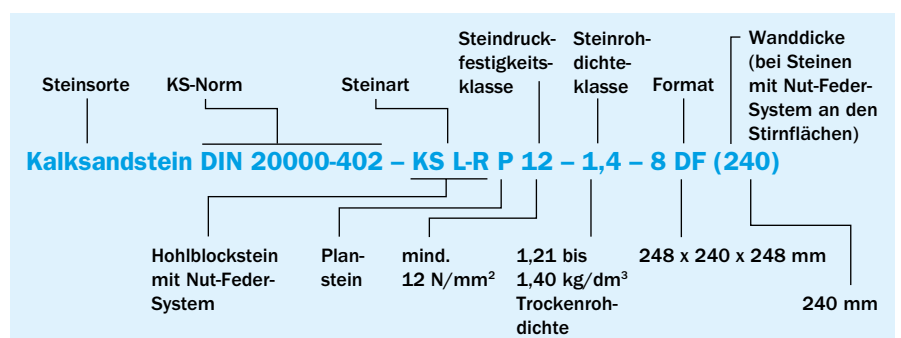 Steinsorte
KS-Norm
Steinart
Steindruck-
festigkeits-
klasse
Steinroh-
dichte-
klasse
Format
Wanddicke
(bei Steinen
mit Nut-Feder-
System an den
Stirnflächen)
Kalksandstein DIN 20000-402 – KS L-R P 12 – 1,4 – 8 DF (240)
Hohlblockstein
mit Nut-Feder-
System
Plan-
stein
mind.
12 N/mm²
1,21 bis
1,40 kg/dm³
Trockenroh-
dichte
248 x 240 x 248 mm
240 mm